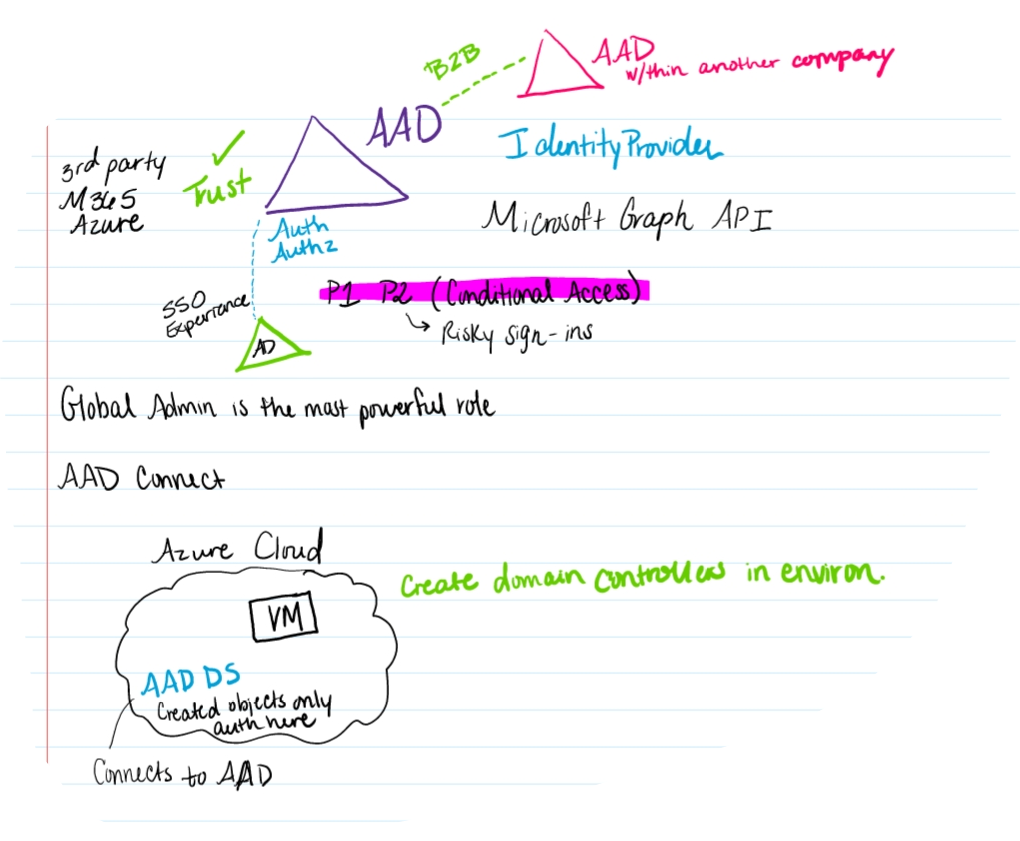 B2B
AAD
w/thin another company
AAD
Identity Provider
3rd party
M365
Azure
Trust
Microsoft Graph API
Auth
Authz
P1 P2 (Conditional Access)
Risky sign-ins
SSO
Experiance
AD
Global Admin is the most powerful role
AAD Connect
Azure Cloud
Create domain controllers in environ.
VM
AAD DS
Created objects only
auth here
Connects to AAD